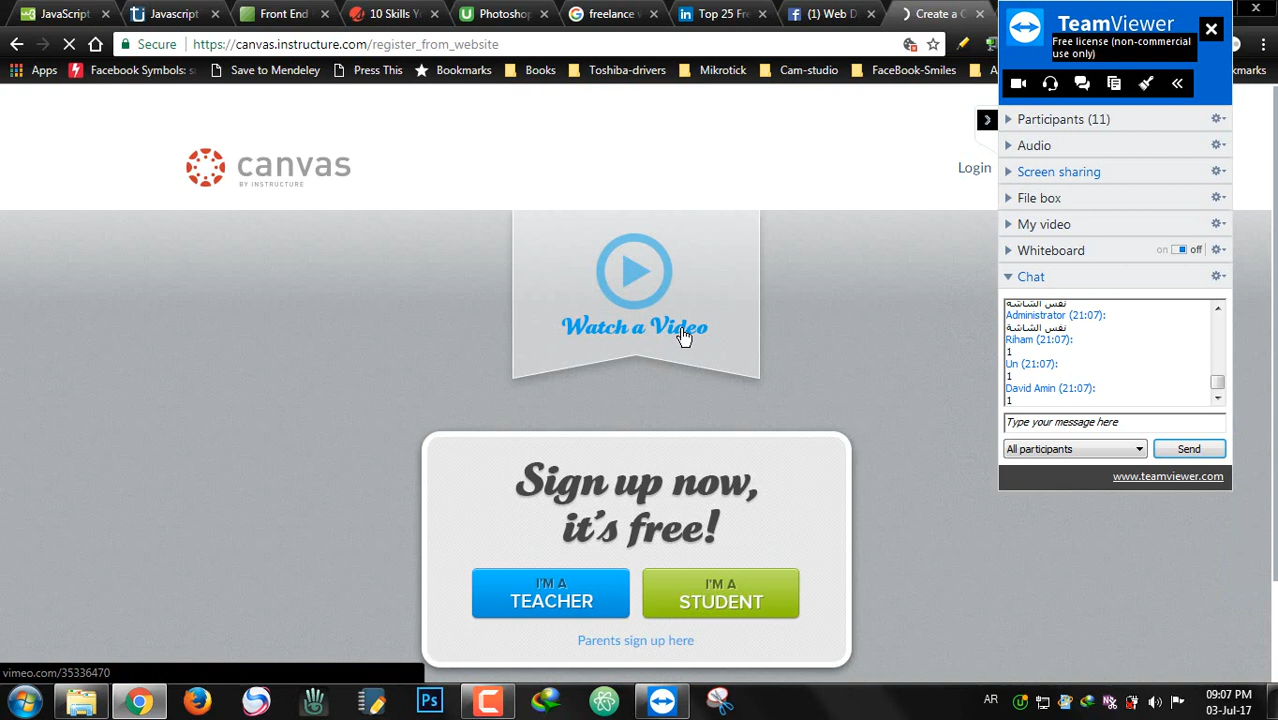 JavaScript
Javascript
Front End
10 Skills Y
Photoshop
freelance w
Top 25 Fre
(1) Web D
Create a C
Secure
https://canvas.instructure.com/register_from_website
Apps
Facebook Symbols:
Save to Mendeley
Press This
Bookmarks
Books
Toshiba-drivers
Mikrotick
Cam-studio
FaceBook-Smiles
canvas
BY INSTRUCTURE
Login
Watch a Video
Sign up now,
it's free!
I'M A
TEACHER
I'M A
STUDENT
Parents sign up here
vimeo.com/35336470
TeamViewer
Free license (non-commercial
use only)
Participants (11)
Audio
Screen sharing
File box
My video
Whiteboard
on
off
Chat
نفس الشاشة
Administrator (21:07):
نفس الشاشة
Riham (21:07):
1
Un (21:07):
1
David Amin (21:07):
1
Type your message here
All participants
Send
www.teamviewer.com
Ps
AR
09:07 PM
03-Jul-17